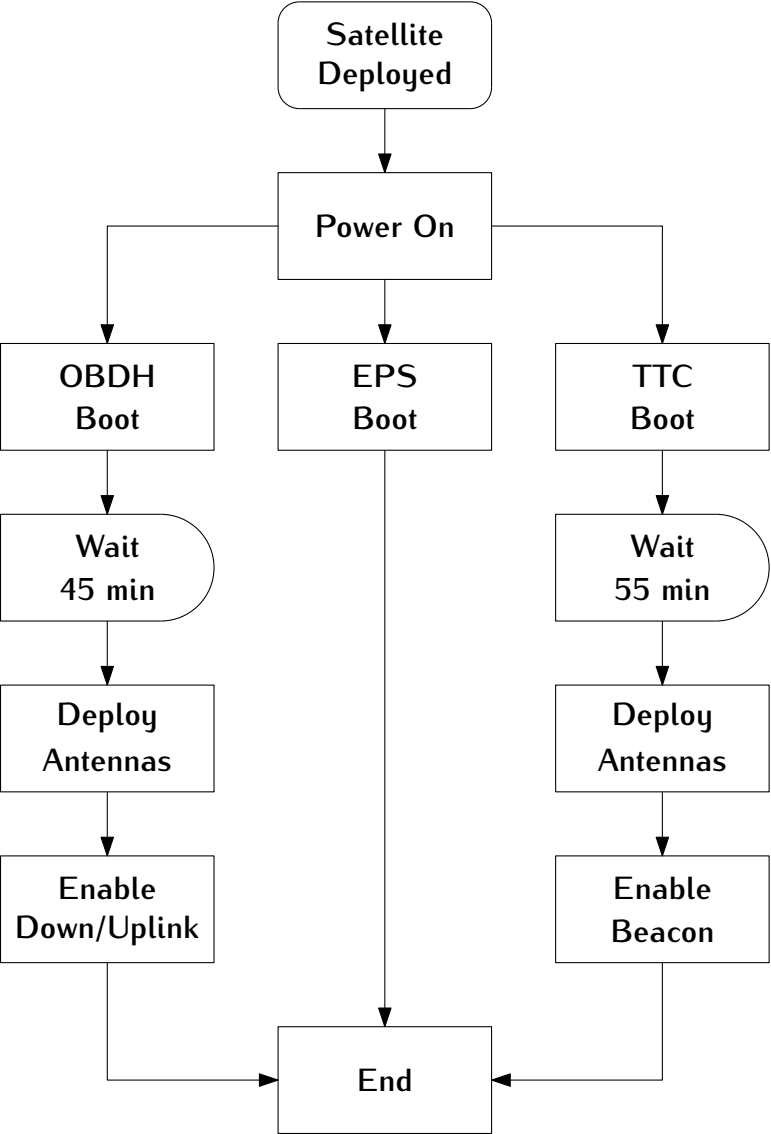 Satellite
Deployed
Power On
OBDH
Boot
EPS
Boot
TTC
Boot
Wait
45 min
Wait
55 min
Deploy
Antennas
Deploy
Antennas
Enable
Down/Uplink
Enable
Beacon
End